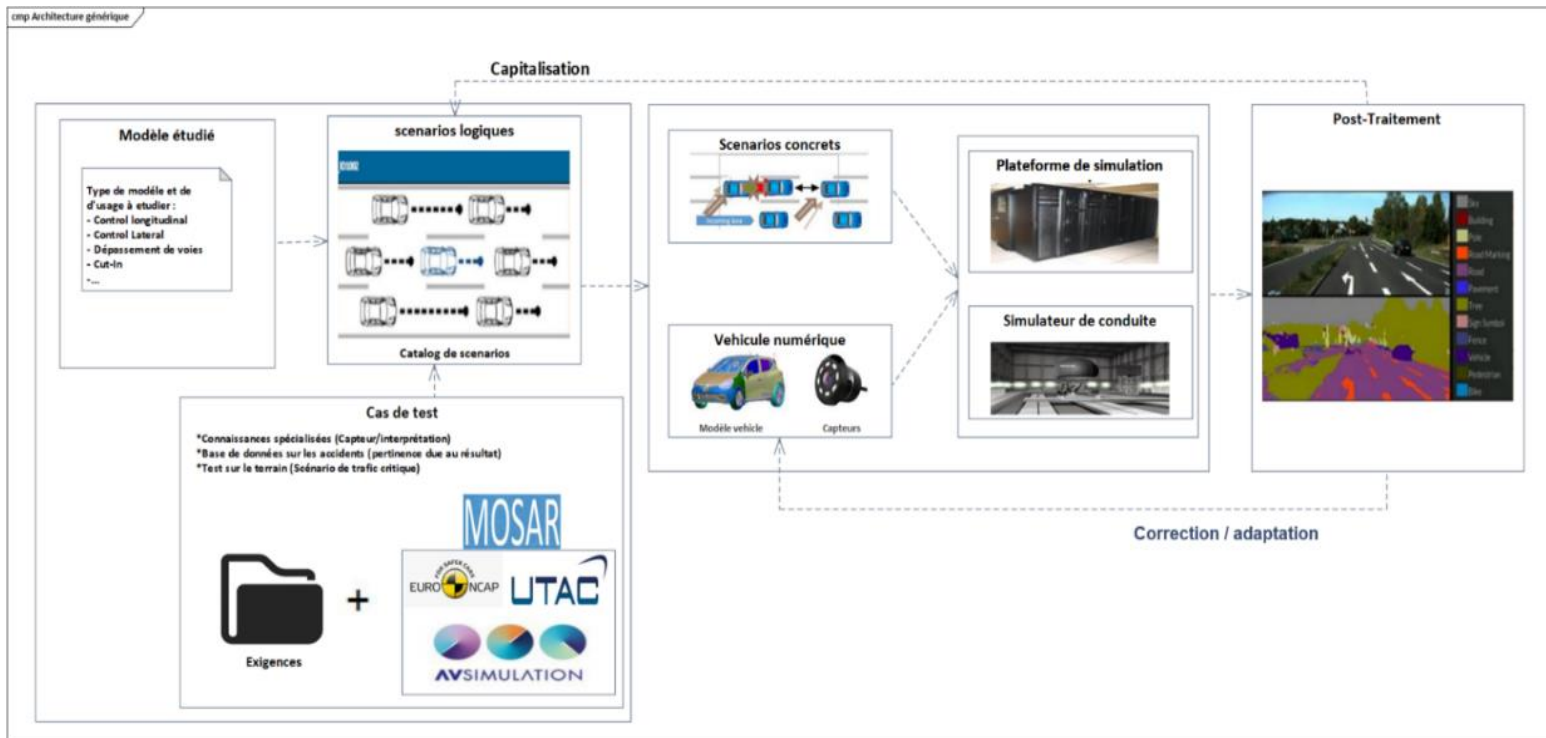 cmp Architecture générique
Capitalisation
Modèle étudié
Type de modéle et de
d'usage à etudier :
- Control longitudinal
- Control Lateral
- Dépassement de voies
- Cut-In
-...
scenarios logiques
Catalog de scenarios
Cas de test
*Connaissances spécialisées (Capteur/interprétation)
*Base de données sur les accidents (pertinence due au résultat)
*Test sur le terrain (Scénario de trafic critique)
Exigences
+
MOSAR
FOR SAFER CARS
EURO NCAP
UTAC
AVSIMULATION
Scenarios concrets
Vehicule numérique
Modèle vehicle
Capteurs
Plateforme de simulation
Simulateur de conduite
Post-Traitement
Sky
Building
Pole
Road Marking
Road
Pavement
Tree
Sign Symbol
Fence
Vehicle
Pedestrian
Bike
Correction / adaptation